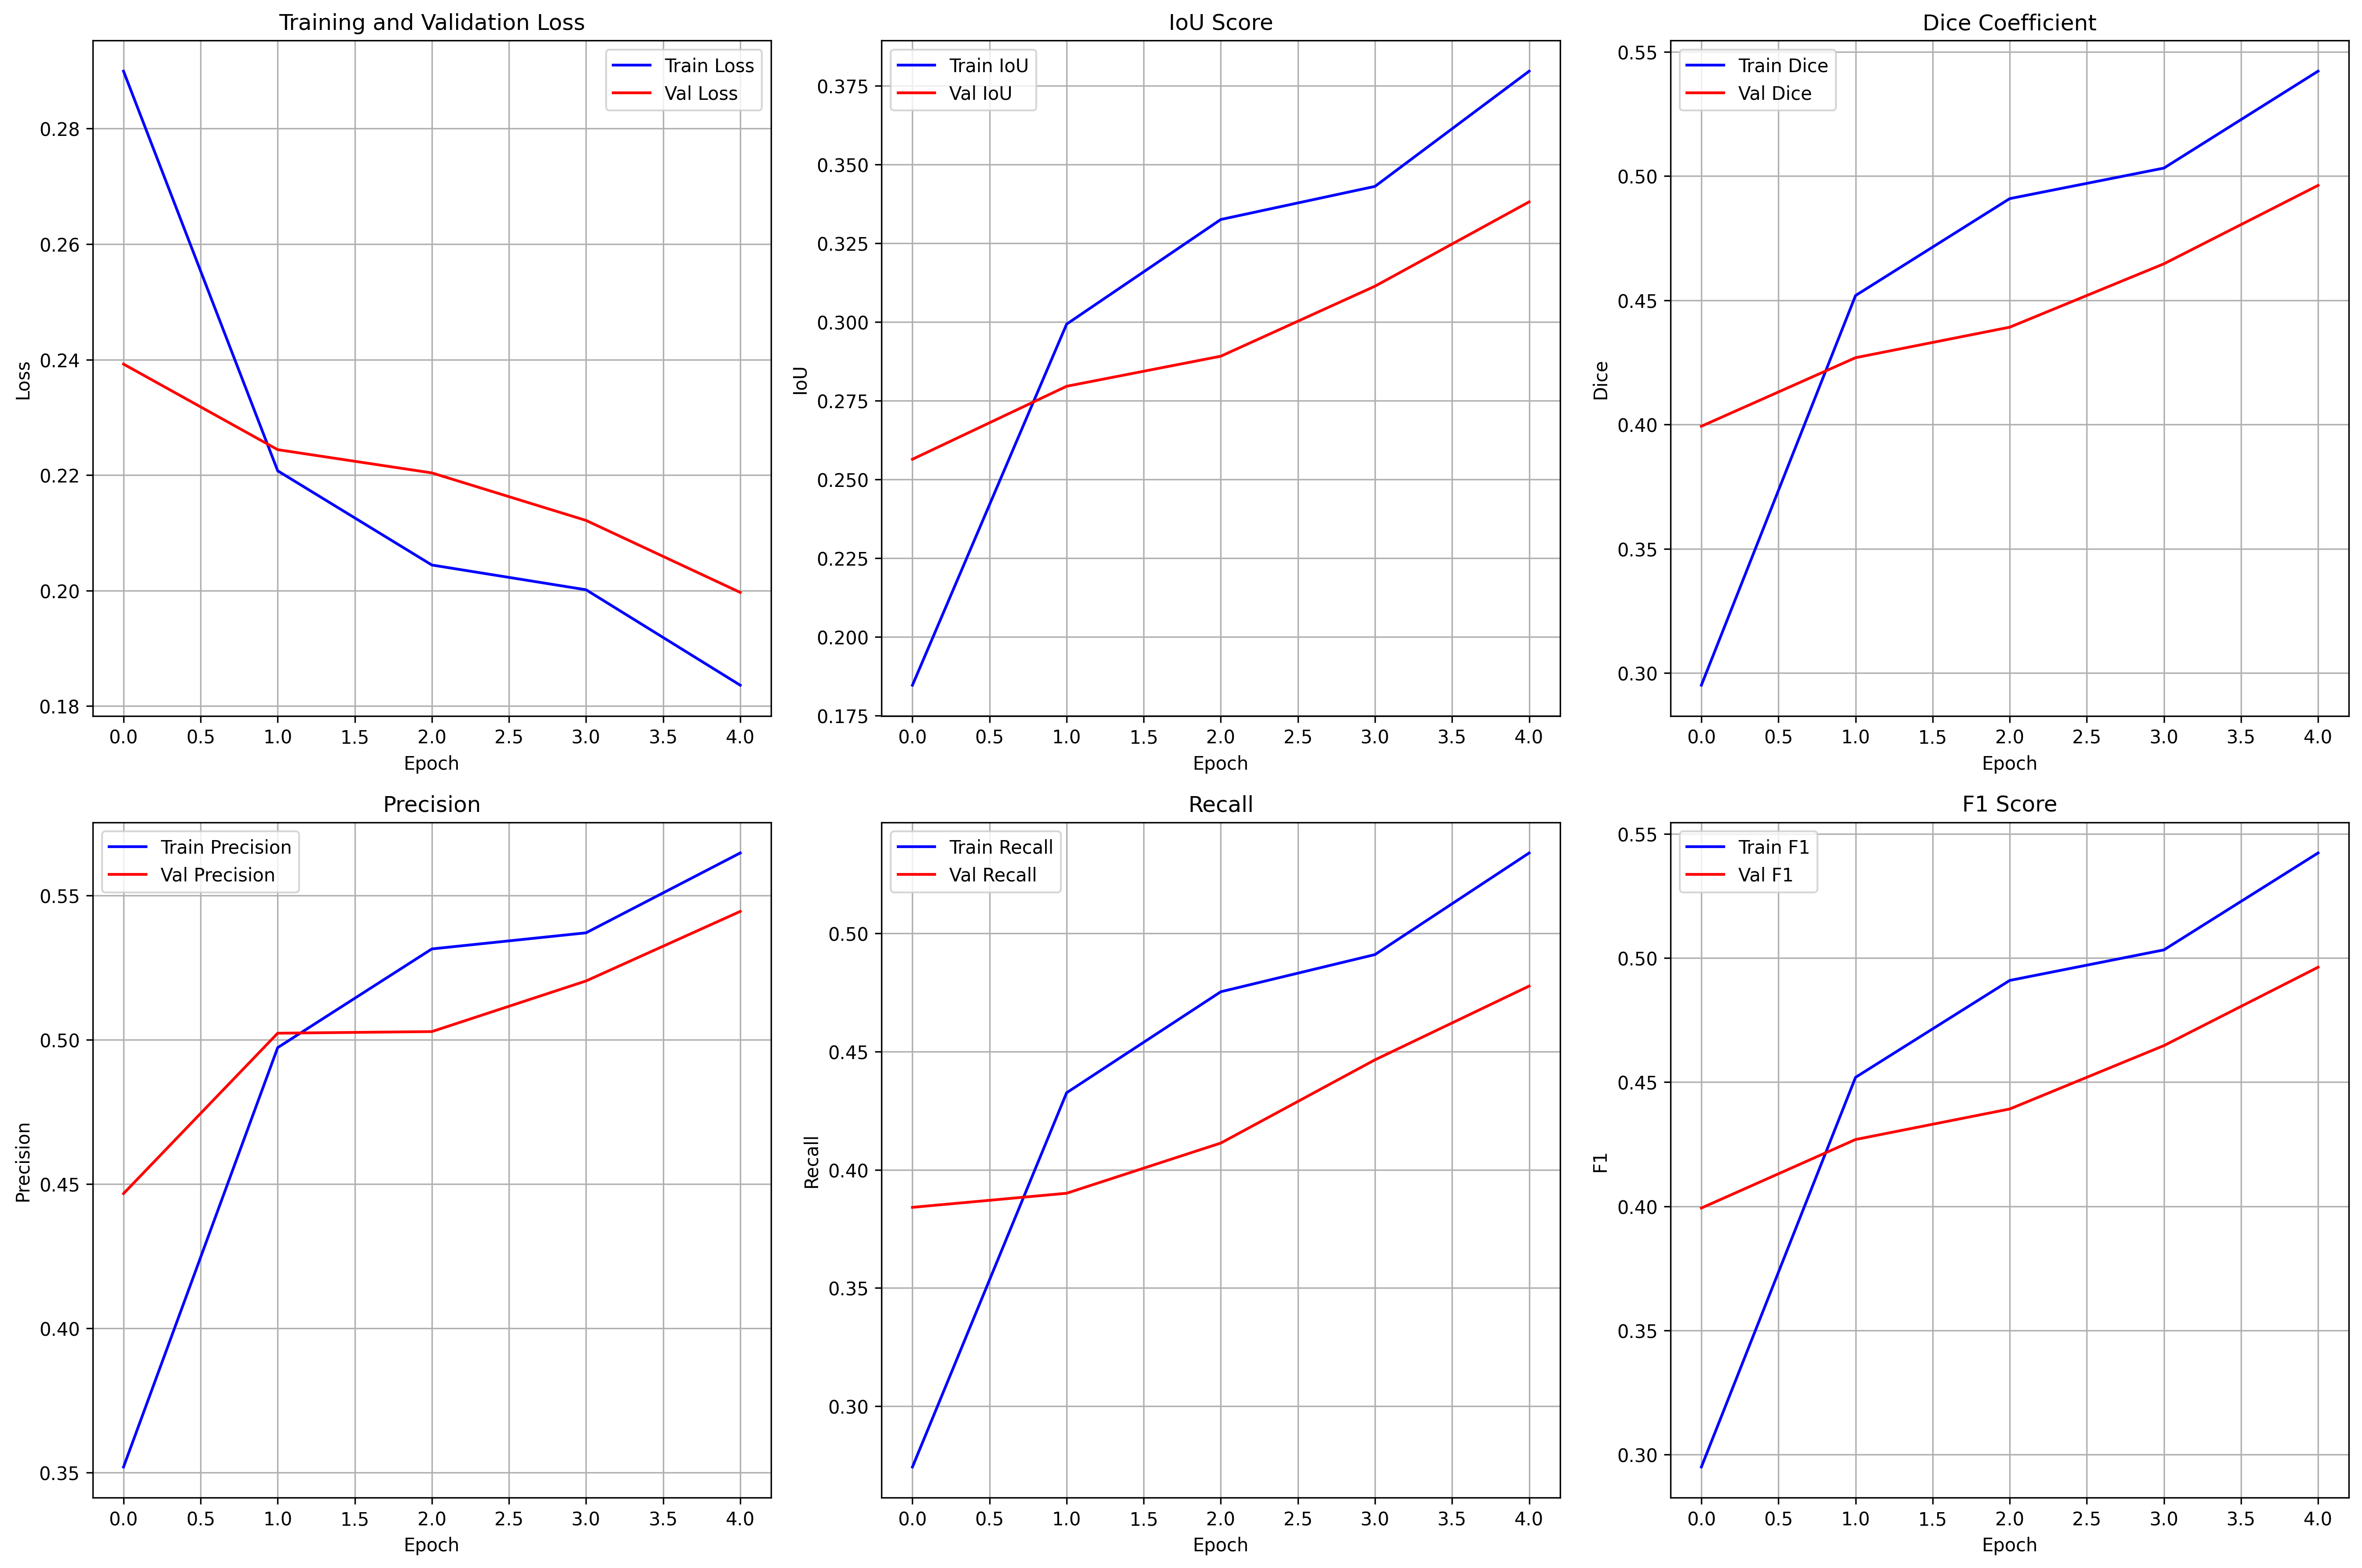 Training and Validation Loss
Train Loss
Val Loss
0.28
0.26
0.24
0.22
0.20
0.18
Loss
0.0 0.5 1.0 1.5 2.0 2.5 3.0 3.5 4.0
Epoch
IoU Score
Train IoU
Val IoU
0.375
0.350
0.325
0.300
0.275
0.250
0.225
0.200
0.175
IoU
0.0 0.5 1.0 1.5 2.0 2.5 3.0 3.5 4.0
Epoch
Dice Coefficient
Train Dice
Val Dice
0.55
0.50
0.45
0.40
0.35
0.30
Dice
0.0 0.5 1.0 1.5 2.0 2.5 3.0 3.5 4.0
Epoch
Precision
Train Precision
Val Precision
0.55
0.50
0.45
0.40
0.35
Precision
0.0 0.5 1.0 1.5 2.0 2.5 3.0 3.5 4.0
Epoch
Recall
Train Recall
Val Recall
0.50
0.45
0.40
0.35
0.30
Recall
0.0 0.5 1.0 1.5 2.0 2.5 3.0 3.5 4.0
Epoch
F1 Score
Train F1
Val F1
0.55
0.50
0.45
0.40
0.35
0.30
F1
0.0 0.5 1.0 1.5 2.0 2.5 3.0 3.5 4.0
Epoch